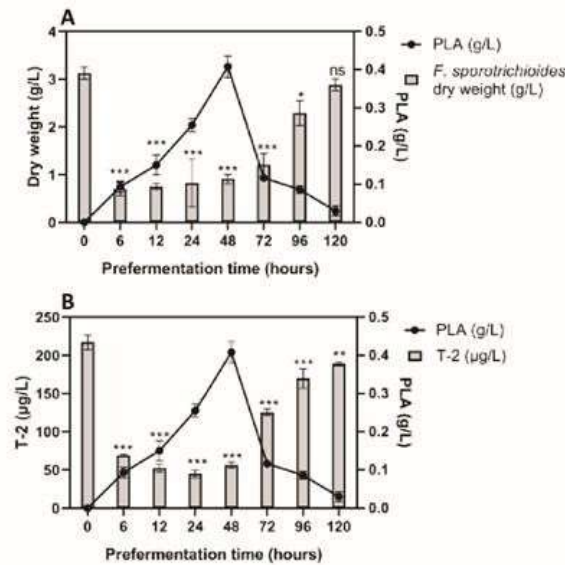 A
Dry weight (g/L)
4
3
2
1
0
*** *** *** *** *** * ns
0.5
0.4
0.3
0.2
0.1
0.0
PLA (g/L)
0 6 12 24 48 72 96 120
Prefermentation time (hours)
PLA (g/L)
F. sporotrichioides
dry weight (g/L)
B
T-2 (µg/L)
250
200
150
100
50
0
*** *** *** *** *** *** **
0.5
0.4
0.3
0.2
0.1
0.0
PLA (g/L)
0 6 12 24 48 72 96 120
Prefermentation time (hours)
PLA (g/L)
T-2 (µg/L)